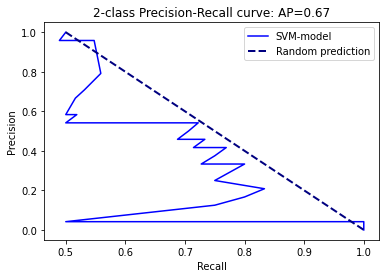 2-class Precision-Recall curve: AP=0.67
SVM-model
Random prediction
Precision
1.0
0.8
0.6
0.4
0.2
0.0
0.5
0.6
0.7
0.8
0.9
1.0
Recall